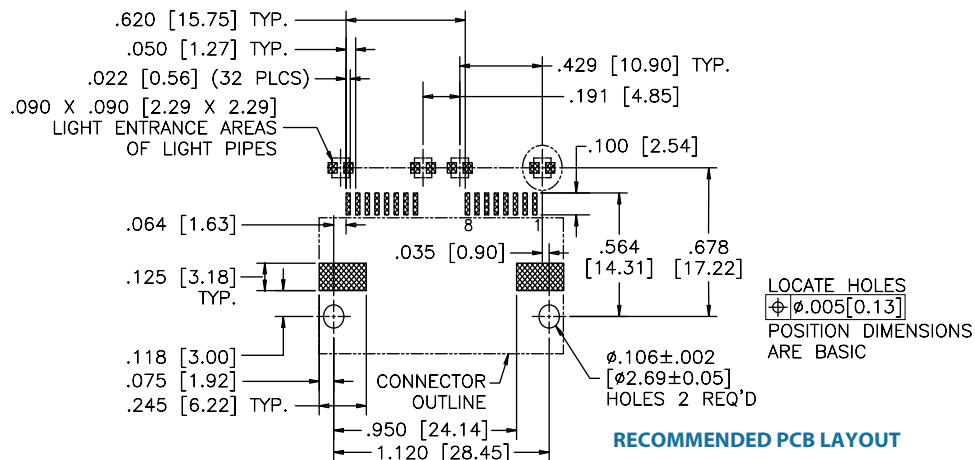 .620 [15.75] TYP.
.050 [1.27] TYP.
.022 [0.56] (32 PLCS)
.090 X .090 [2.29 X 2.29]
LIGHT ENTRANCE AREAS
OF LIGHT PIPES
.429 [10.90] TYP.
.191 [4.85]
.100 [2.54]
8
1
.064 [1.63]
.035 [0.90]
.564
[14.31]
.678
[17.22]
.125 [3.18]
TYP.
LOCATE HOLES
⌖ ø.005[0.13]
POSITION DIMENSIONS
ARE BASIC
.118 [3.00]
.075 [1.92]
.245 [6.22] TYP.
CONNECTOR
OUTLINE
ø.106±.002
[ø2.69±0.05]
HOLES 2 REQ'D
.950 [24.14]
1.120 [28.45]
RECOMMENDED PCB LAYOUT